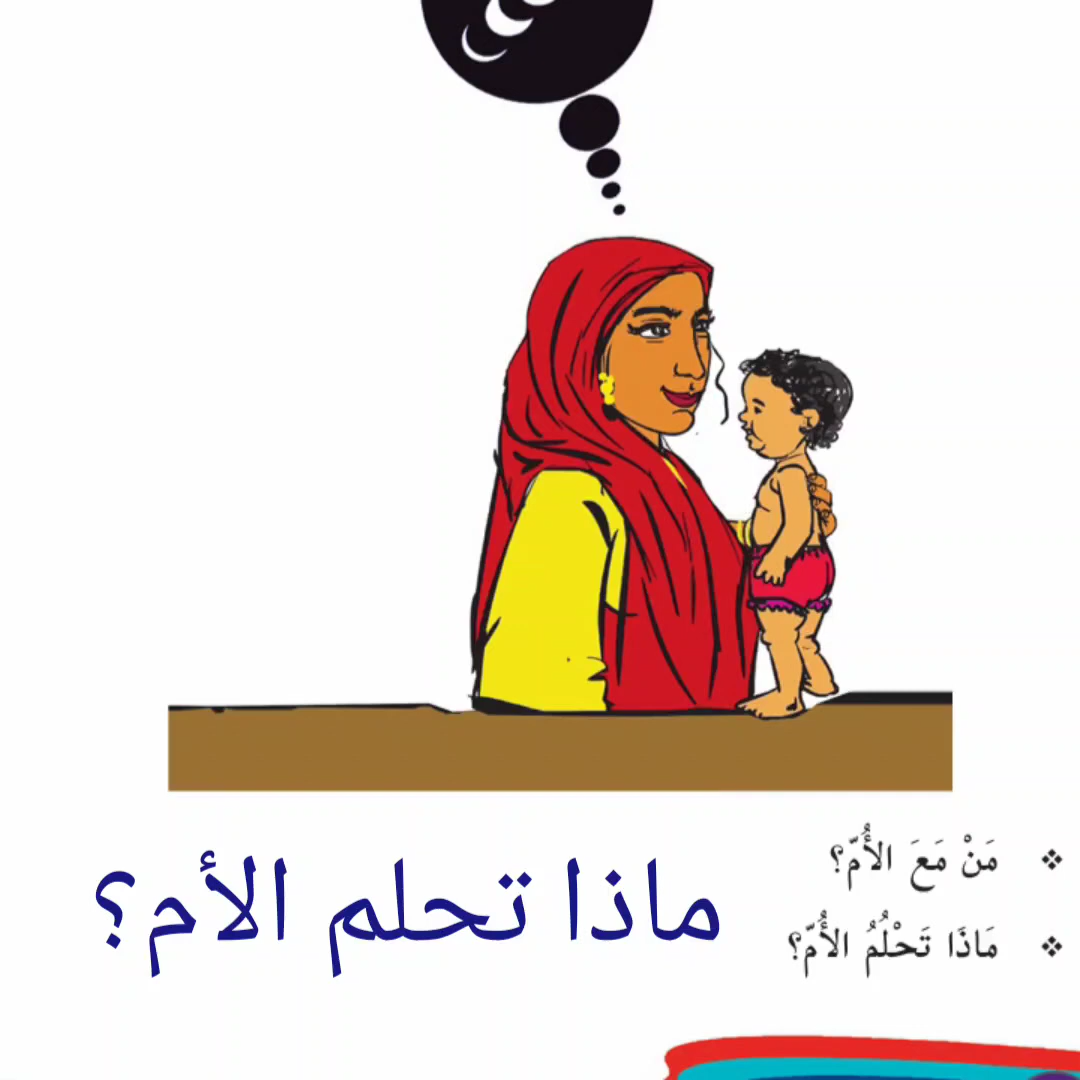 ❖ مَنْ مَعَ الأُمّ؟
❖ مَاذَا تَحْلُمُ الأُمّ؟
ماذا تحلم الأم؟